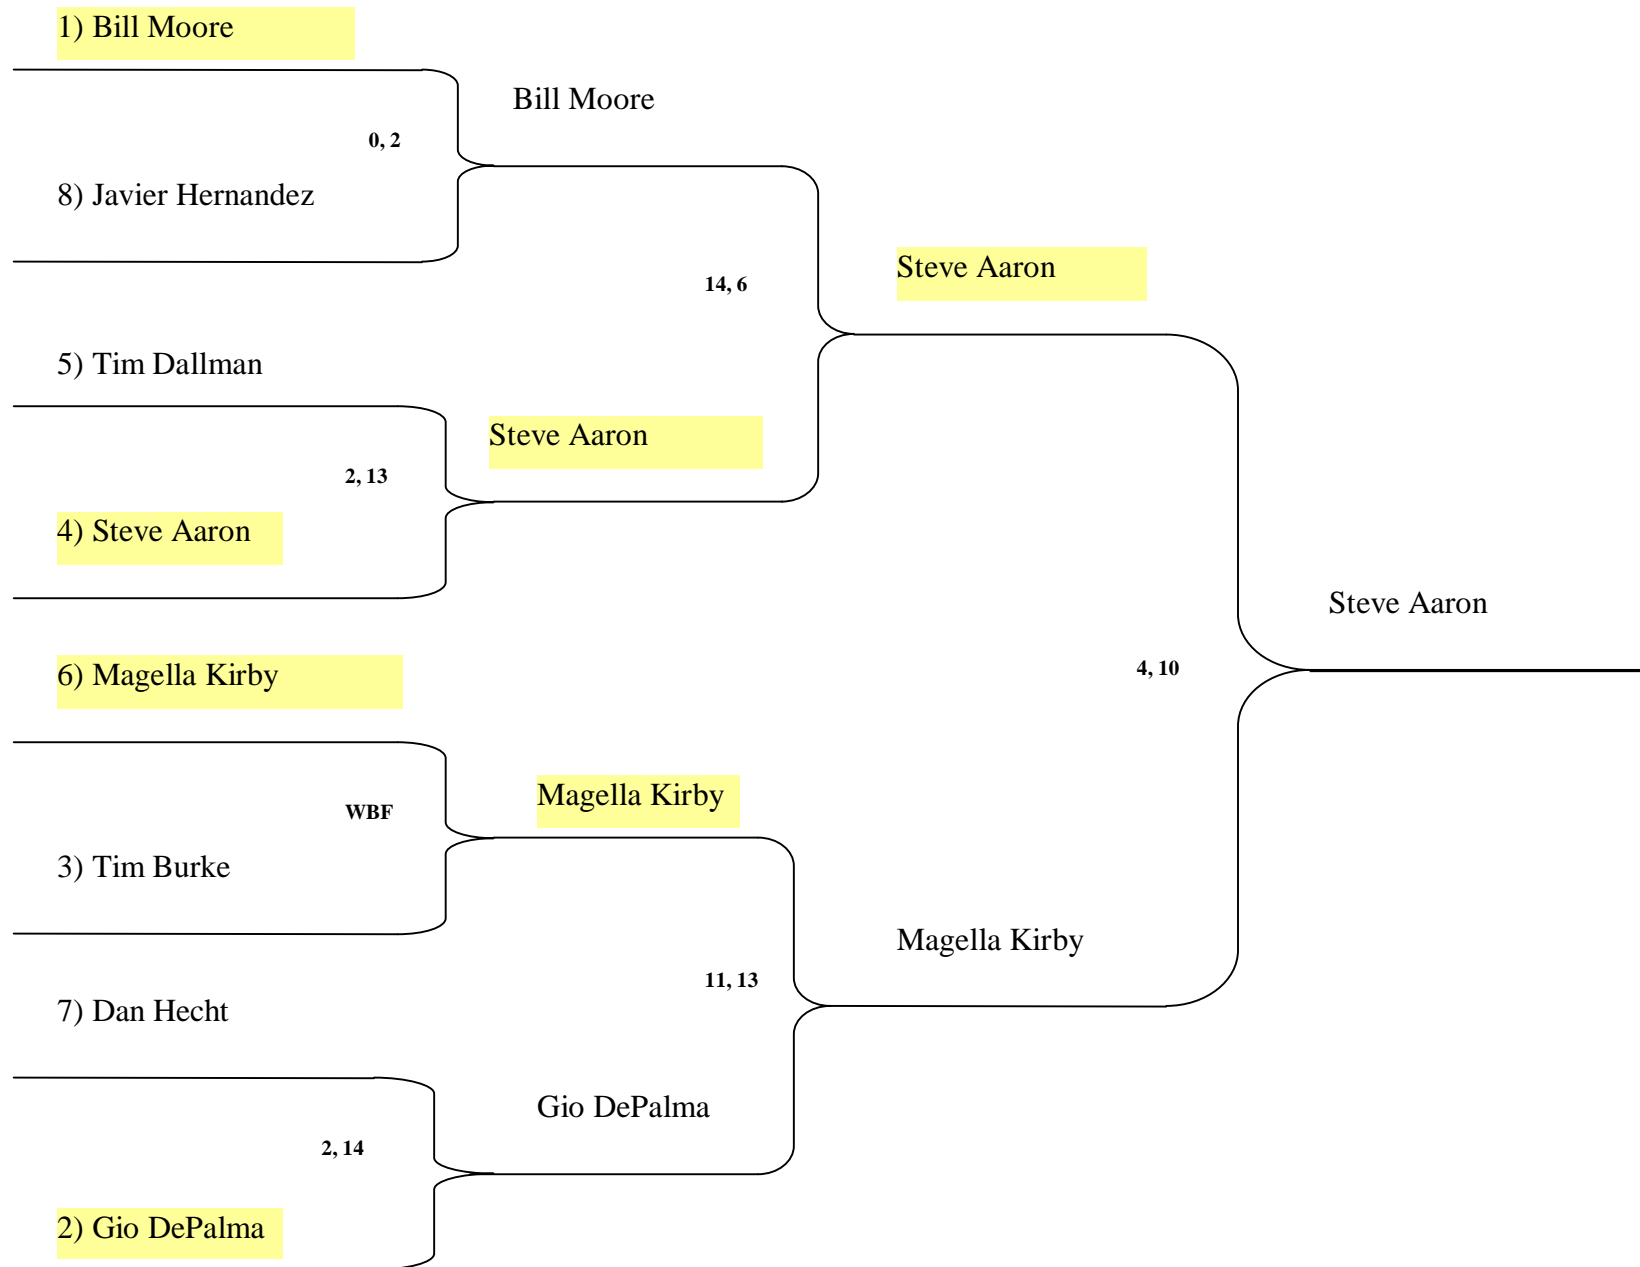 1) Bill Moore
Bill Moore
0, 2
8) Javier Hernandez
Steve Aaron
14, 6
5) Tim Dallman
Steve Aaron
2, 13
4) Steve Aaron
Steve Aaron
6) Magella Kirby
4, 10
Magella Kirby
WBF
3) Tim Burke
Magella Kirby
11, 13
7) Dan Hecht
Gio DePalma
2, 14
2) Gio DePalma